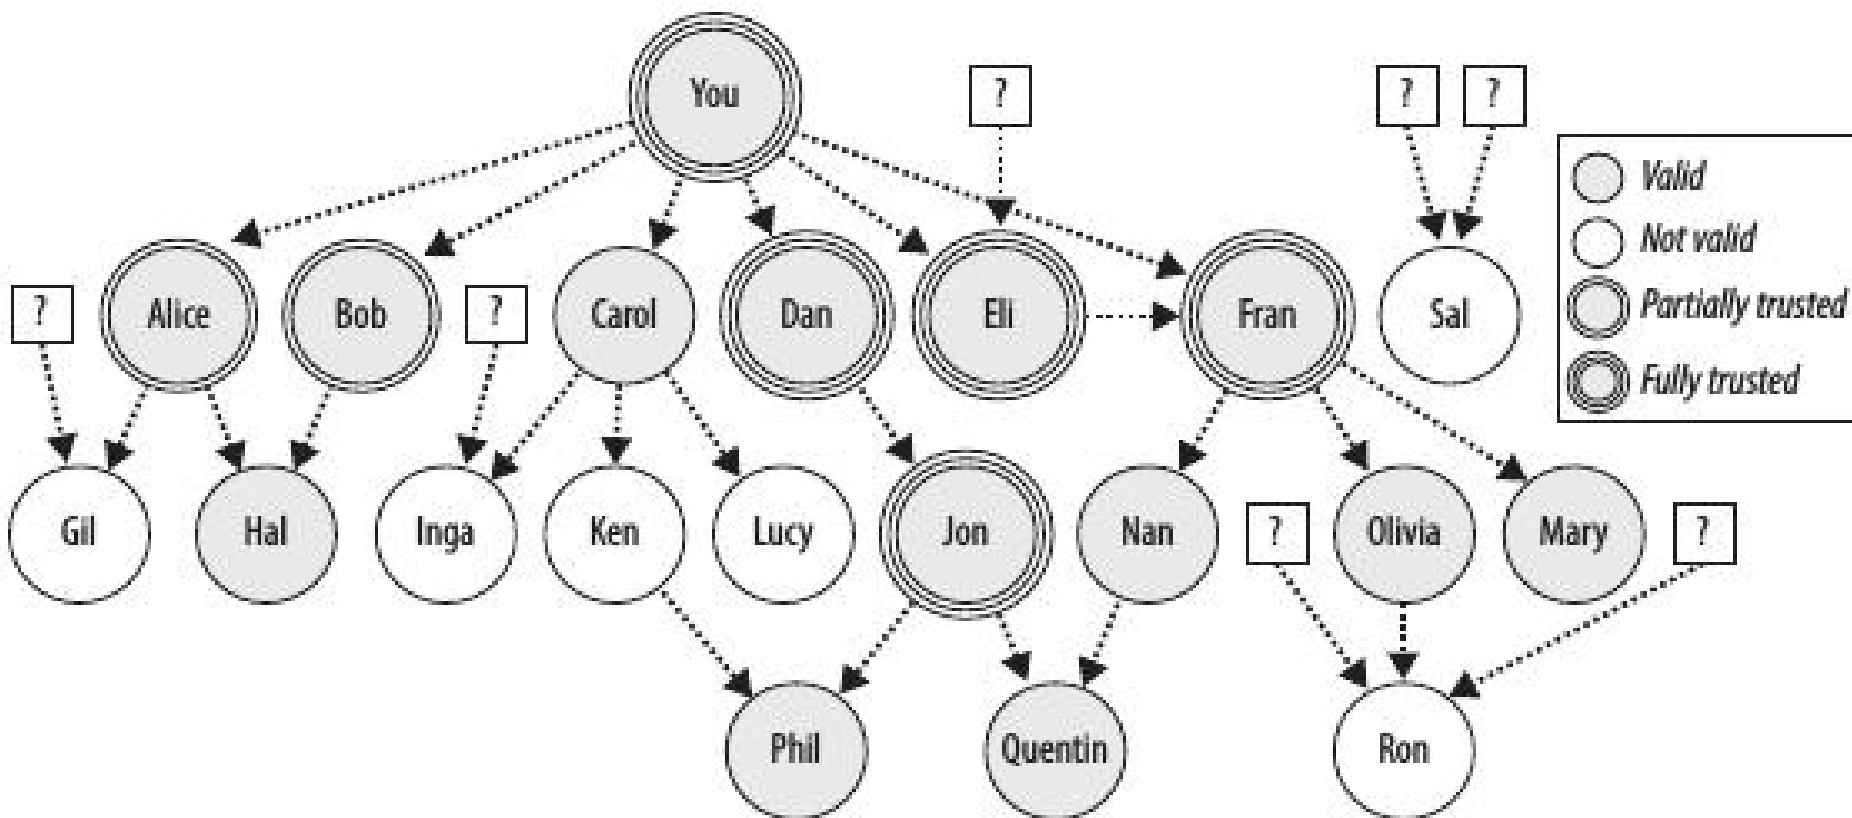 You
?
?
?
Valid
Not valid
Partially trusted
Fully trusted
?
Alice
Bob
?
Carol
Dan
Eli
Fran
Sal
Gil
Hal
Inga
Ken
Lucy
Jon
Nan
?
Olivia
Mary
?
Phil
Quentin
Ron